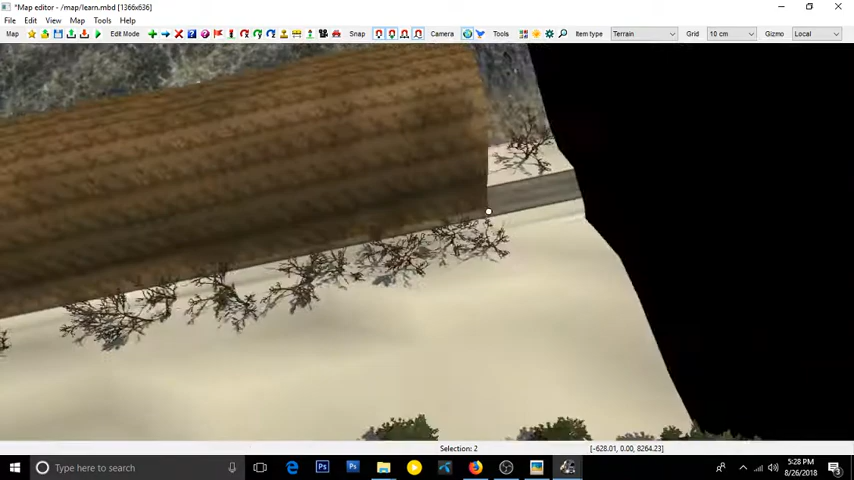 *Map editor - /map/learn.mbd [1366x636]
File Edit View Map Tools Help
Map Edit Mode Snap Camera Tools Item type Terrain Grid 10 cm Gizmo Local
Selection: 2 [-628.01, 0.00, 8264.23]
Type here to search
5:28 PM
8/26/2018